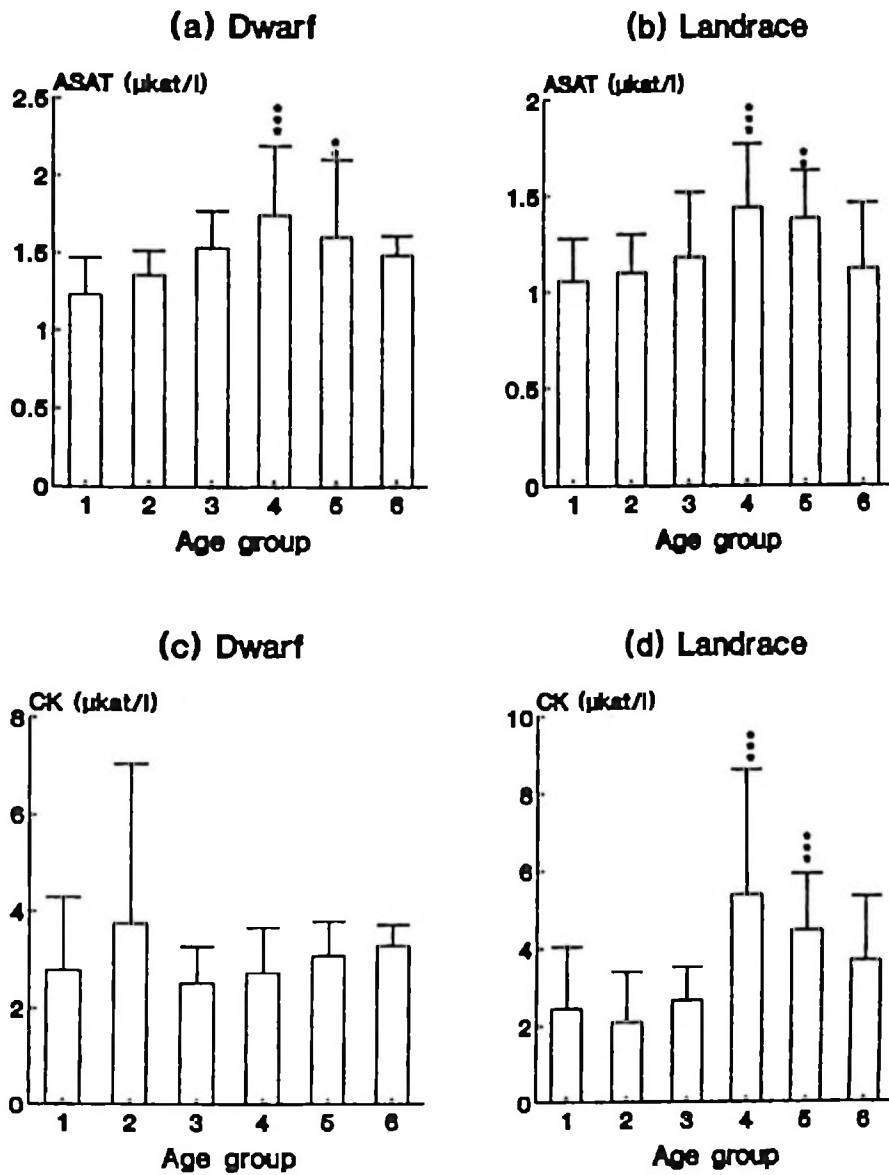 (a) Dwarf
ASAT (μkat/l)
2.5
2
1.5
1
0.5
0
1 2 3 4 5 6
Age group
(b) Landrace
ASAT (μkat/l)
2
1.5
1
0.5
0
1 2 3 4 5 6
Age group
(c) Dwarf
CK (μkat/l)
8
6
4
2
0
1 2 3 4 5 6
Age group
(d) Landrace
CK (μkat/l)
10
8
6
4
2
0
1 2 3 4 5 6
Age group